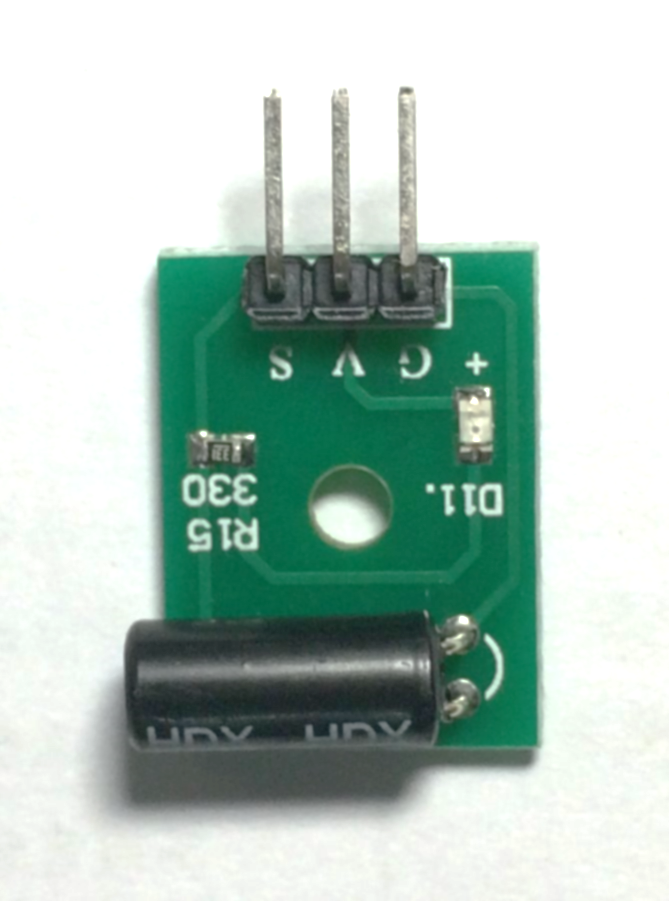 S V G
+
330
R15
D11.
HDX HDX